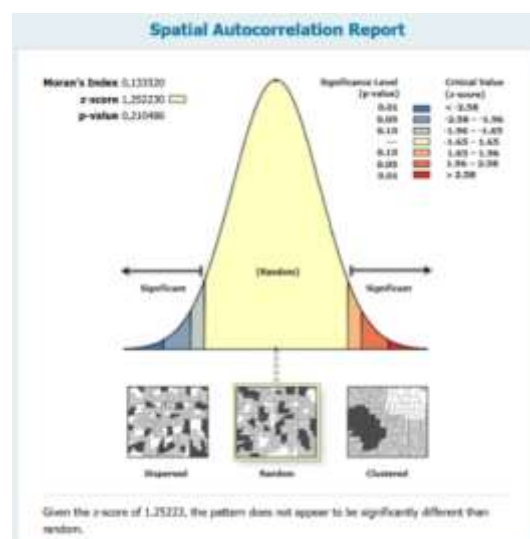 Spatial Autocorrelation Report
Moran's Index 0,133320
z-score 1,252230
p-value 0,210486
Significance Level
(p-value)
Critical Value
(z-score)
0.01 < -2.58
0.05 -2.58 - -1.96
0.10 -1.96 - -1.65
--- -1.65 - 1.65
0.10 1.65 - 1.96
0.05 1.96 - 2.58
0.01 > 2.58
(Random)
Significant
Significant
Dispersed
Random
Clustered
Given the z-score of 1.25223, the pattern does not appear to be significantly different than
random.